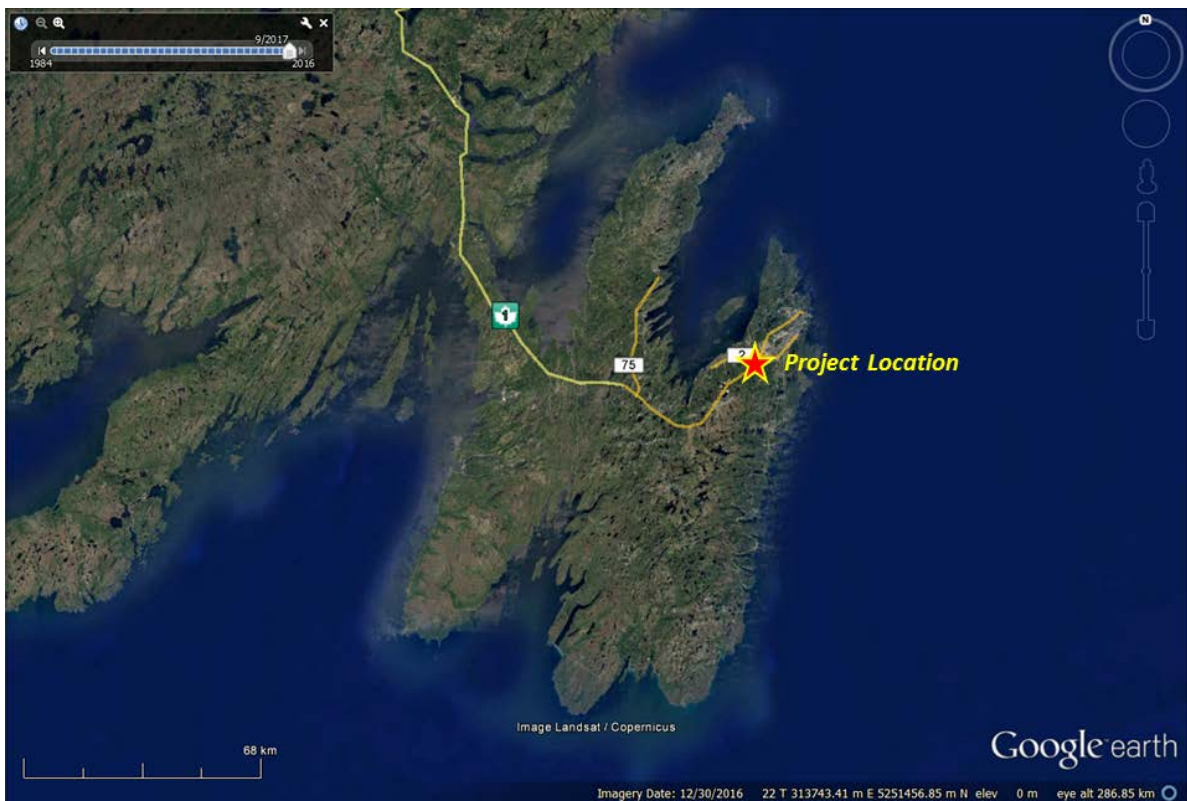 9/2017
1984
2016
N
1
75
2
Project Location
Image Landsat / Copernicus
68 km
Google earth
Imagery Date: 12/30/2016 22 T 313743.41 m E 5251456.85 m N elev 0 m eye alt 286.85 km